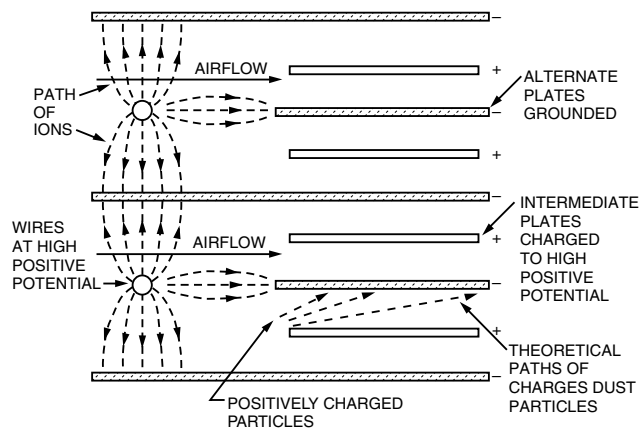 −
AIRFLOW
+
PATH
OF
IONS
ALTERNATE
PLATES
GROUNDED
−
+
−
INTERMEDIATE
PLATES
CHARGED
TO HIGH
POSITIVE
POTENTIAL
WIRES
AT HIGH
POSITIVE
POTENTIAL
AIRFLOW
+
−
+
THEORETICAL
PATHS OF
CHARGES DUST
PARTICLES
−
POSITIVELY CHARGED
PARTICLES